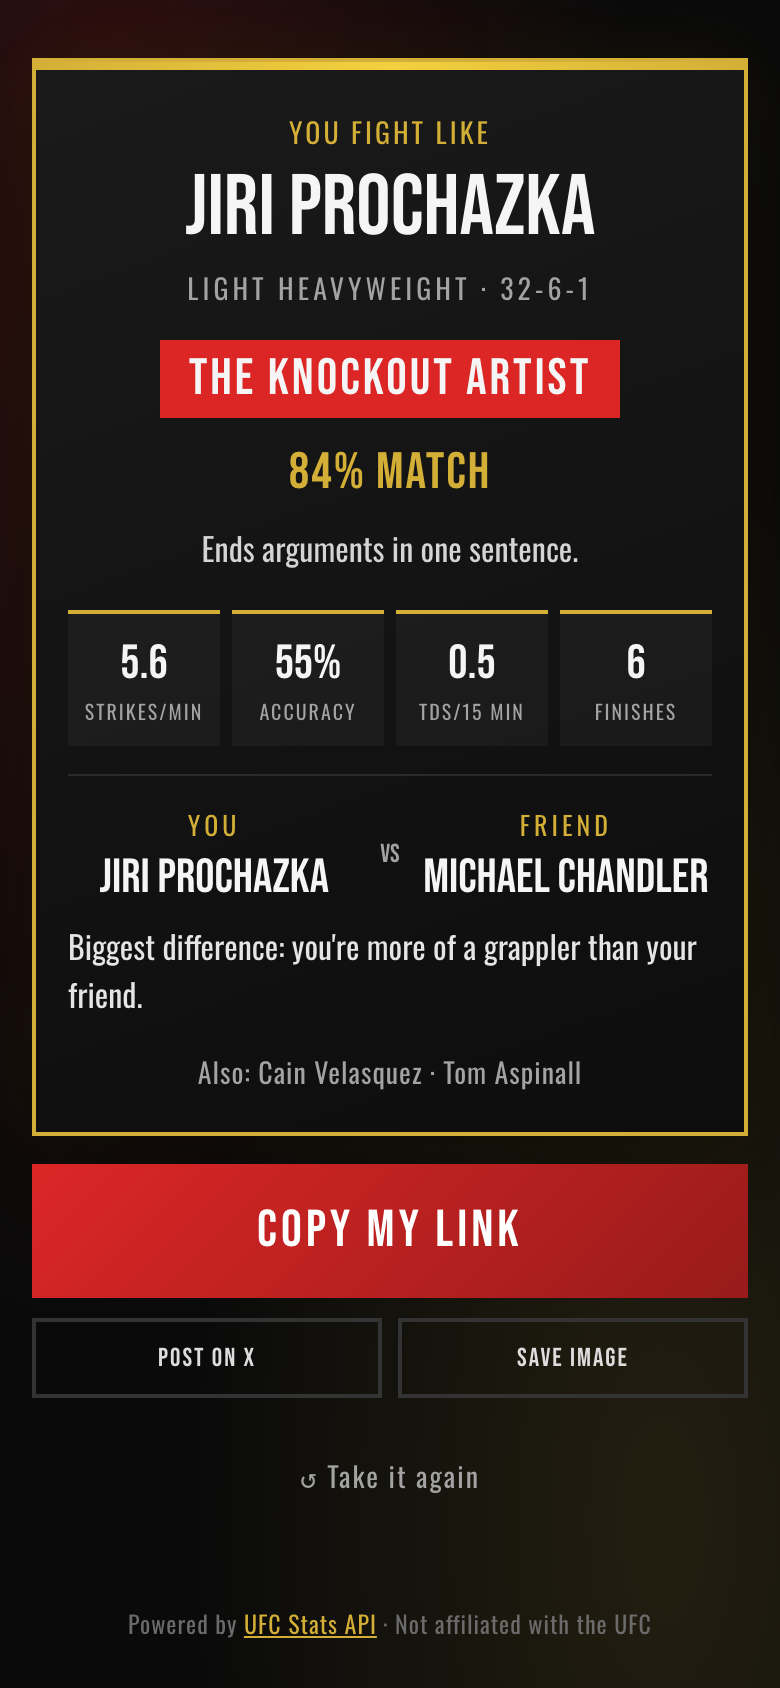 YOU FIGHT LIKE
JIRI PROCHAZKA
LIGHT HEAVYWEIGHT · 32-6-1
THE KNOCKOUT ARTIST
84% MATCH
Ends arguments in one sentence.
5.6
STRIKES/MIN
55%
ACCURACY
0.5
TDS/15 MIN
6
FINISHES
YOU
JIRI PROCHAZKA
VS
FRIEND
MICHAEL CHANDLER
Biggest difference: you're more of a grappler than your
friend.
Also: Cain Velasquez · Tom Aspinall
COPY MY LINK
POST ON X
SAVE IMAGE
↺ Take it again
Powered by UFC Stats API · Not affiliated with the UFC